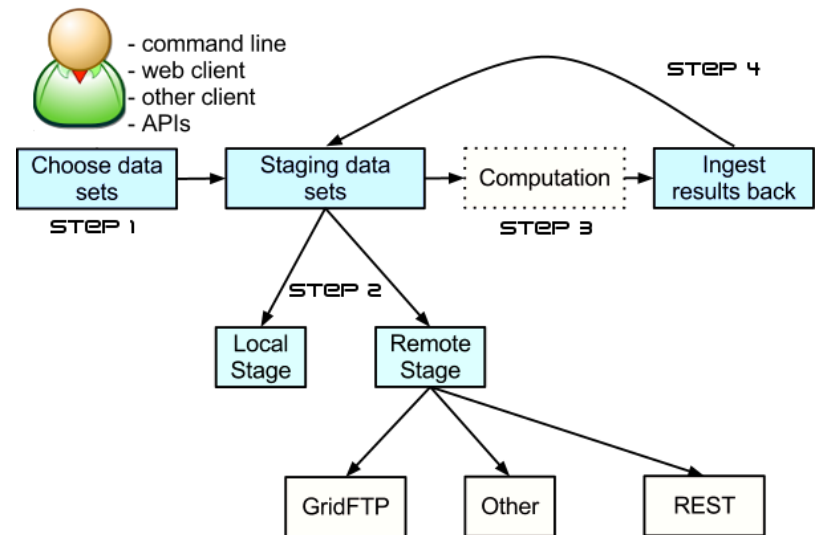 - command line
- web client
- other client
- APIs
STEP 4
Choose data
sets
Staging data
sets
Computation
Ingest
results back
STEP 1
STEP 3
STEP 2
Local
Stage
Remote
Stage
GridFTP
Other
REST